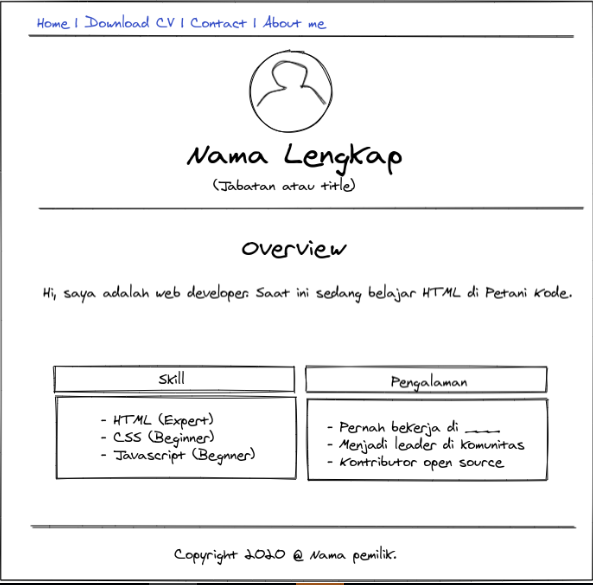 Home | Download CV | Contact | About me
Nama Lengkap
(Jabatan atau title)
Overview
Hi, saya adalah web developer. Saat ini sedang belajar HTML di Petani Kode.
Skill
- HTML (Expert)
- CSS (Beginner)
- Javascript (Begnner)
Pengalaman
- Pernah bekerja di ____
- Menjadi leader di komunitas
- Kontributor open source
Copyright 2020 @ Nama pemilik.